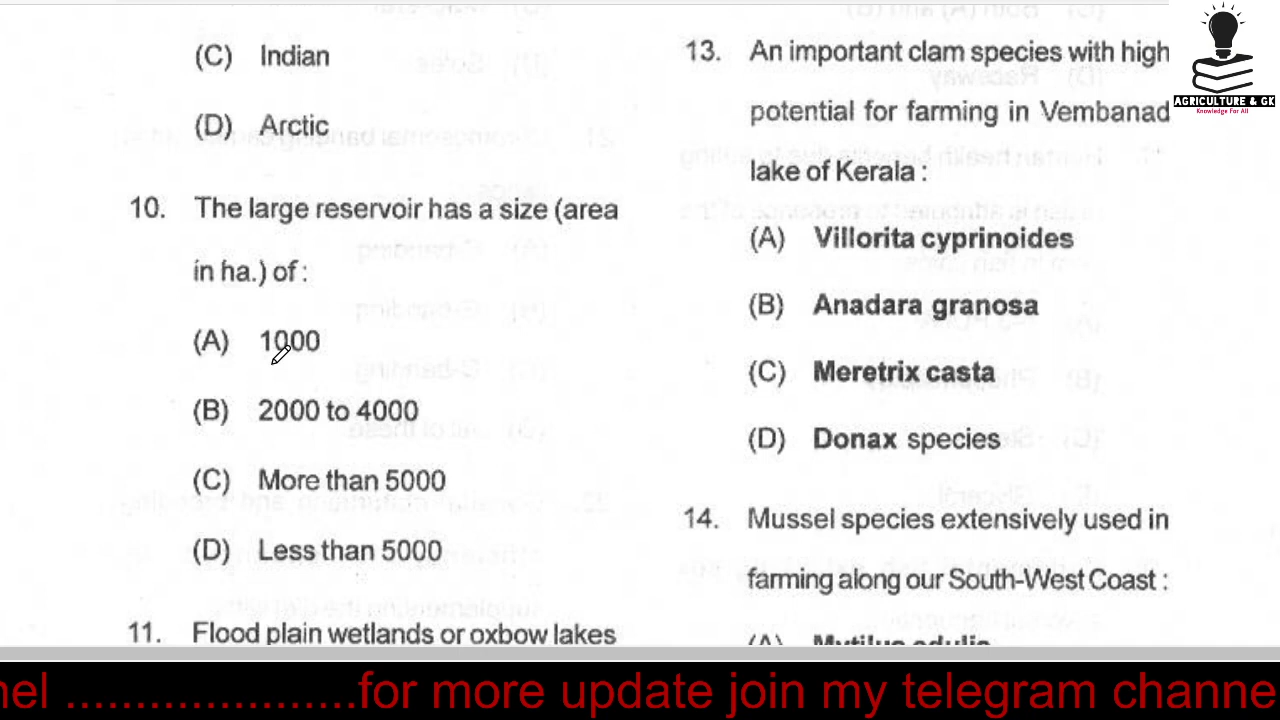 (C) Indian
(D) Arctic
10. The large reservoir has a size (area
in ha.) of :
(A) 1000
(B) 2000 to 4000
(C) More than 5000
(D) Less than 5000
11. Flood plain wetlands or oxbow lakes
13. An important clam species with high
potential for farming in Vembanad
lake of Kerala :
(A) Villorita cyprinoides
(B) Anadara granosa
(C) Meretrix casta
(D) Donax species
14. Mussel species extensively used in
farming along our South-West Coast :
(A) Mytilus edulis
AGRICULTURE & GK
Knowledge For All
nel .....................for more update join my telegram channe